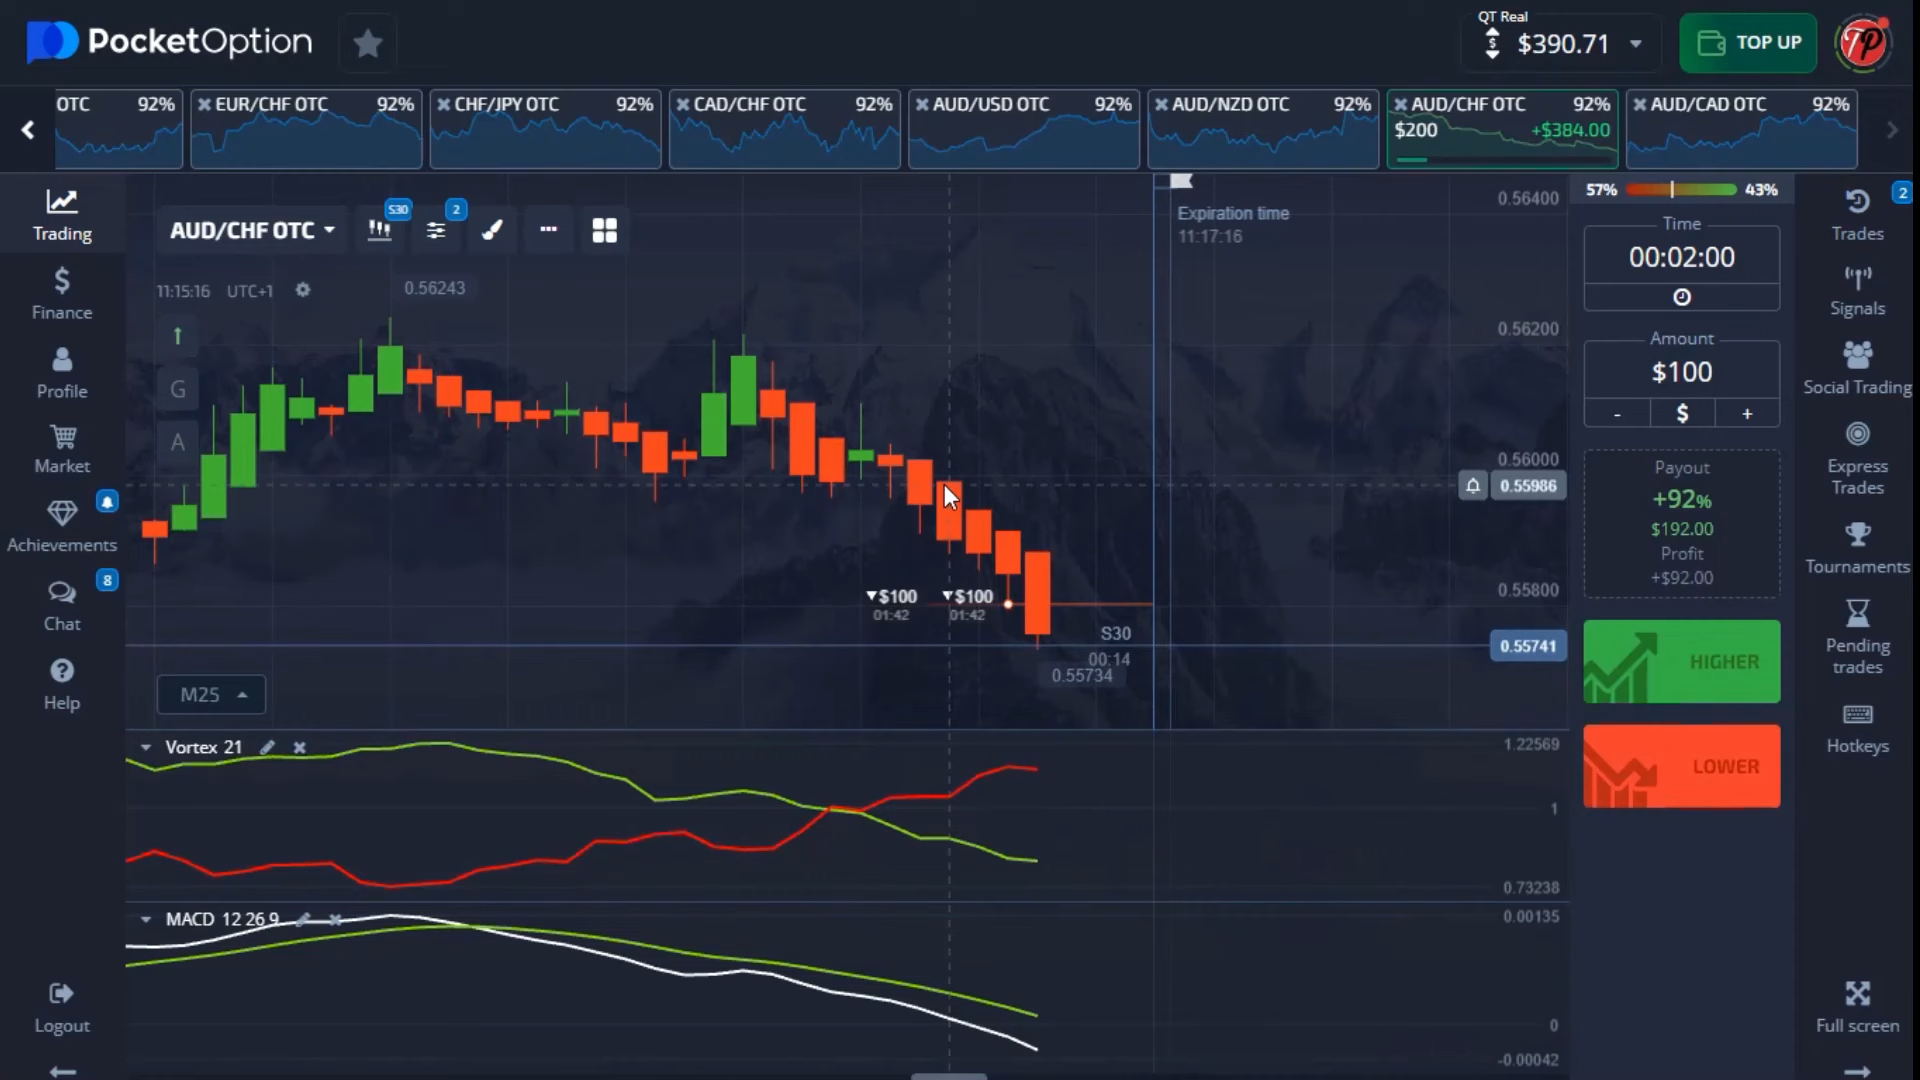 PocketOption
QT Real
$390.71
TOP UP
OTC 92%
EUR/CHF OTC 92%
CHF/JPY OTC 92%
CAD/CHF OTC 92%
AUD/USD OTC 92%
AUD/NZD OTC 92%
AUD/CHF OTC 92%
$200 +$384.00
AUD/CAD OTC 92%
Trading
Finance
Profile
Market
Achievements
8
Chat
Help
Logout
AUD/CHF OTC
S30
2
11:15:16 UTC+1
0.56243
G
A
Expiration time
11:17:16
0.56400
0.56200
0.56000
0.55986
0.55800
0.55741
$100
01:42
$100
01:42
S30
00:14
0.55734
M25
Vortex 21
1.22569
1
0.73238
MACD 12 26 9
0.00135
0
-0.00042
57% 43%
Time
00:02:00
Amount
$100
- $ +
Payout
+92%
$192.00
Profit
+$92.00
HIGHER
LOWER
2
Trades
Signals
Social Trading
Express
Trades
Tournaments
Pending
trades
Hotkeys
Full screen